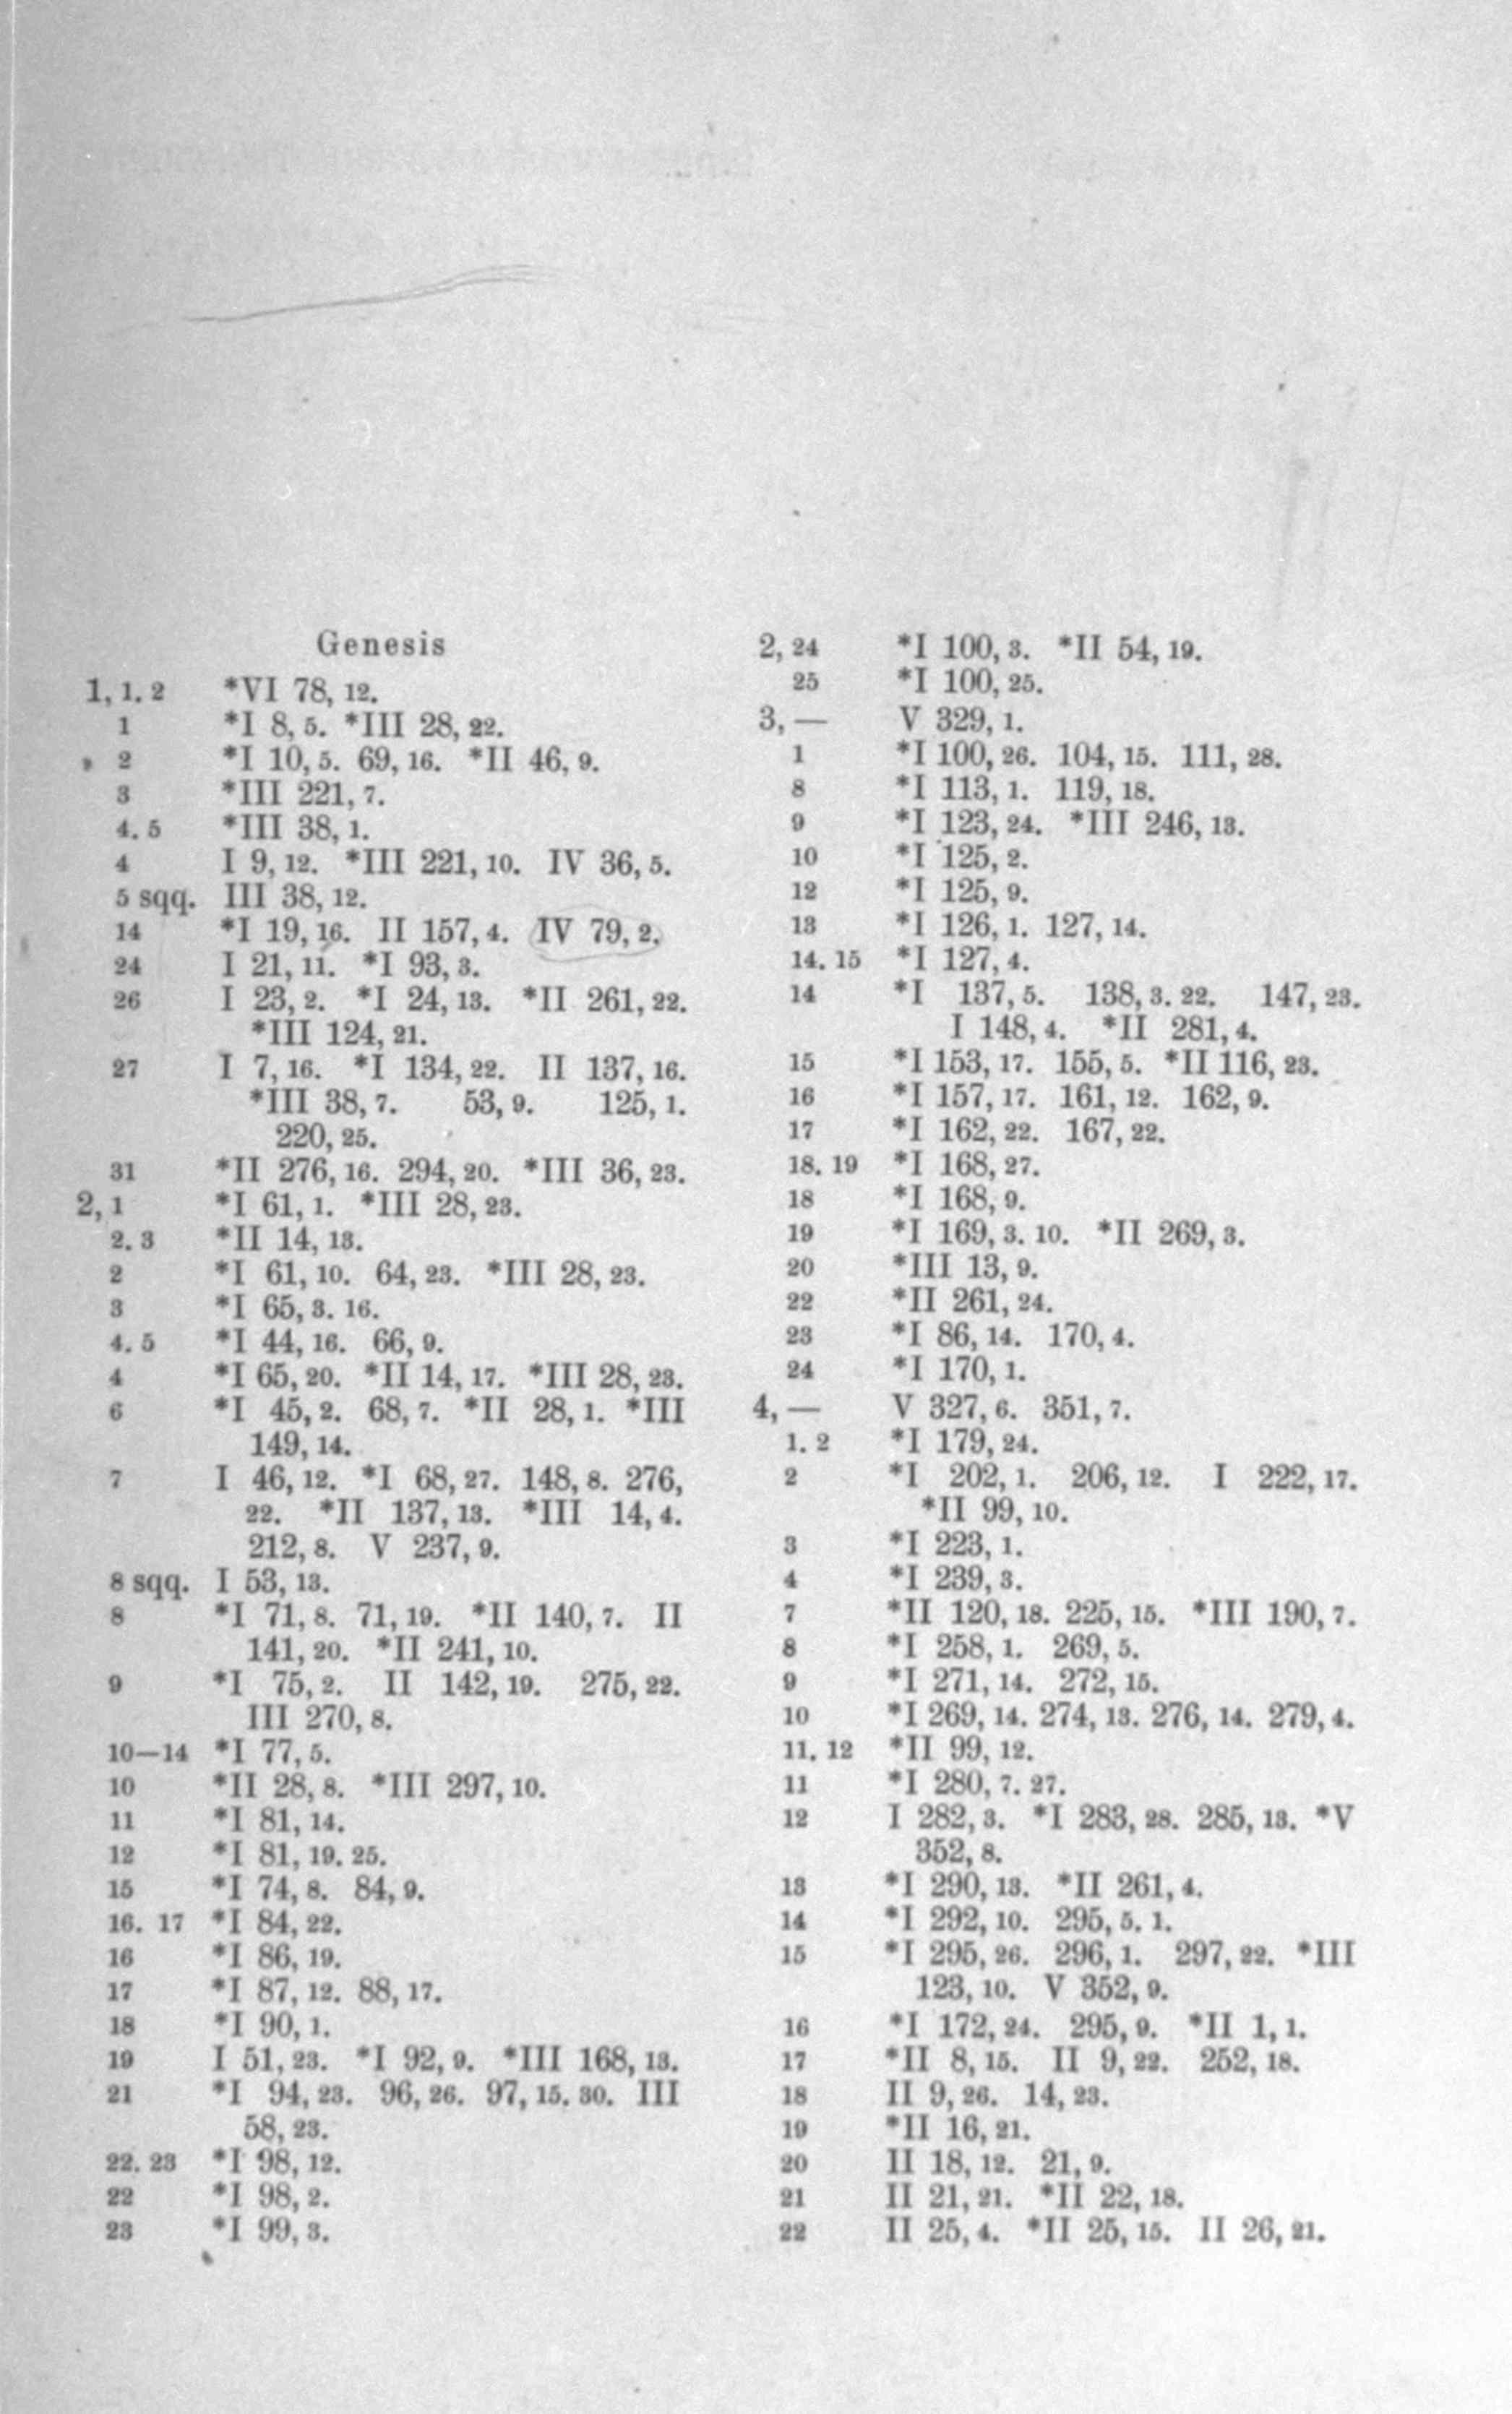 Genesis
1, 1. 2 *VI 78, 12.
1 *I 8, 5. *III 28, 22.
2 *I 10, 5. 69, 16. *II 46, 9.
3 *III 221, 7.
4. 5 *III 38, 1.
4 I 9, 12. *III 221, 10. IV 36, 5.
5 sqq. III 38, 12.
14 *I 19, 16. II 157, 4. IV 79, 2.
24 I 21, 11. *I 93, 3.
26 I 23, 2. *I 24, 13. *II 261, 22.
*III 124, 21.
27 I 7, 16. *I 134, 22. II 137, 16.
*III 38, 7. 53, 9. 125, 1.
220, 25.
31 *II 276, 16. 294, 20. *III 36, 23.
2, 1 *I 61, 1. *III 28, 23.
2. 3 *II 14, 13.
2 *I 61, 10. 64, 23. *III 28, 23.
3 *I 65, 3. 16.
4. 5 *I 44, 16. 66, 9.
4 *I 65, 20. *II 14, 17. *III 28, 23.
6 *I 45, 2. 68, 7. *II 28, 1. *III
149, 14.
7 I 46, 12. *I 68, 27. 148, 8. 276,
22. *II 137, 13. *III 14, 4.
212, 8. V 237, 9.
8 sqq. I 53, 13.
8 *I 71, 8. 71, 19. *II 140, 7. II
141, 20. *II 241, 10.
9 *I 75, 2. II 142, 19. 275, 22.
III 270, 8.
10—14 *I 77, 5.
10 *II 28, 8. *III 297, 10.
11 *I 81, 14.
12 *I 81, 19. 25.
15 *I 74, 8. 84, 9.
16. 17 *I 84, 22.
16 *I 86, 19.
17 *I 87, 12. 88, 17.
18 *I 90, 1.
19 I 51, 23. *I 92, 9. *III 168, 13.
21 *I 94, 23. 96, 26. 97, 15. 30. III
58, 23.
22. 23 *I 98, 12.
22 *I 98, 2.
23 *I 99, 3.
2, 24 *I 100, 3. *II 54, 19.
25 *I 100, 25.
3, — V 329, 1.
1 *I 100, 26. 104, 15. 111, 28.
8 *I 113, 1. 119, 18.
9 *I 123, 24. *III 246, 13.
10 *I 125, 2.
12 *I 125, 9.
13 *I 126, 1. 127, 14.
14. 15 *I 127, 4.
14 *I 137, 5. 138, 3. 22. 147, 23.
I 148, 4. *II 281, 4.
15 *I 153, 17. 155, 5. *II 116, 23.
16 *I 157, 17. 161, 12. 162, 9.
17 *I 162, 22. 167, 22.
18. 19 *I 168, 27.
18 *I 168, 9.
19 *I 169, 3. 10. *II 269, 3.
20 *III 13, 9.
22 *II 261, 24.
23 *I 86, 14. 170, 4.
24 *I 170, 1.
4, — V 327, 6. 351, 7.
1. 2 *I 179, 24.
2 *I 202, 1. 206, 12. I 222, 17.
*II 99, 10.
3 *I 223, 1.
4 *I 239, 3.
7 *II 120, 18. 225, 15. *III 190, 7.
8 *I 258, 1. 269, 5.
9 *I 271, 14. 272, 15.
10 *I 269, 14. 274, 13. 276, 14. 279, 4.
11. 12 *II 99, 12.
11 *I 280, 7. 27.
12 I 282, 3. *I 283, 28. 285, 13. *V
352, 8.
13 *I 290, 13. *II 261, 4.
14 *I 292, 10. 295, 5. 1.
15 *I 295, 26. 296, 1. 297, 22. *III
123, 10. V 352, 9.
16 *I 172, 24. 295, 9. *II 1, 1.
17 *II 8, 15. II 9, 22. 252, 18.
18 II 9, 26. 14, 23.
19 *II 16, 21.
20 II 18, 12. 21, 9.
21 II 21, 21. *II 22, 18.
22 II 25, 4. *II 25, 15. II 26, 21.